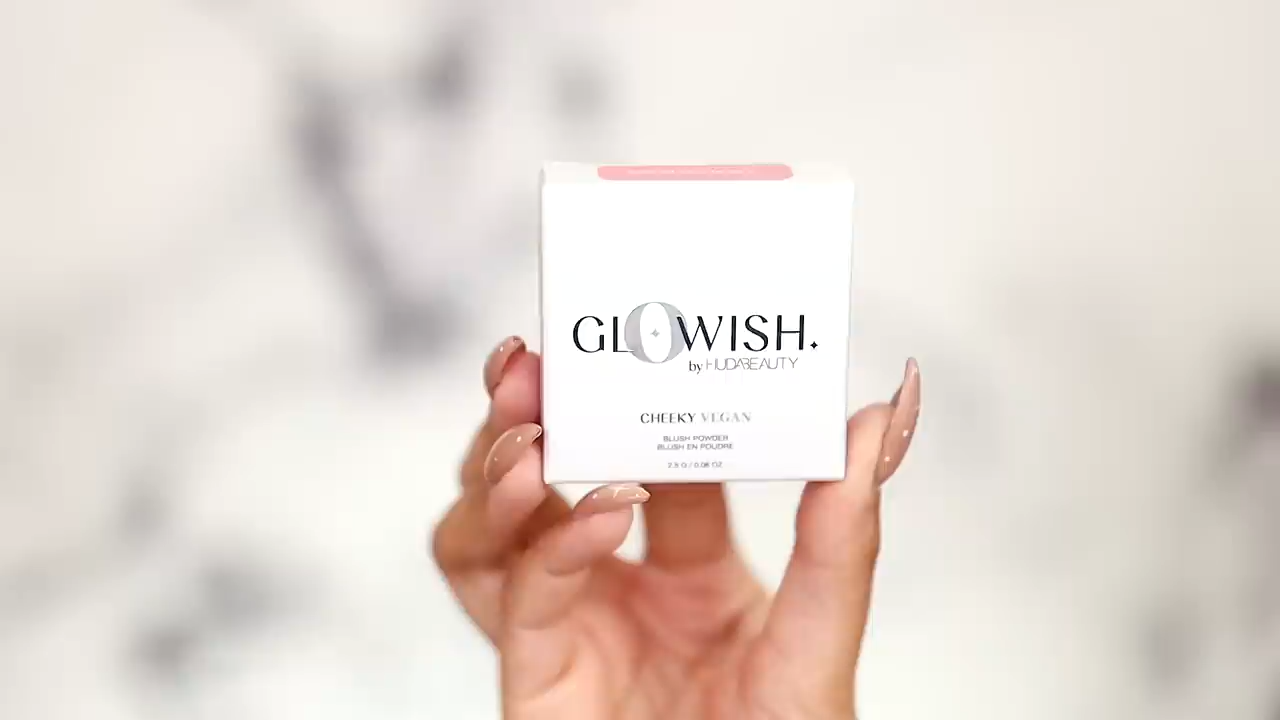 GLOWISH.
by HUDABEAUTY
CHEEKY VEGAN
BLUSH POWDER
BLUSH EN POUDRE
2.5 G / 0.08 OZ